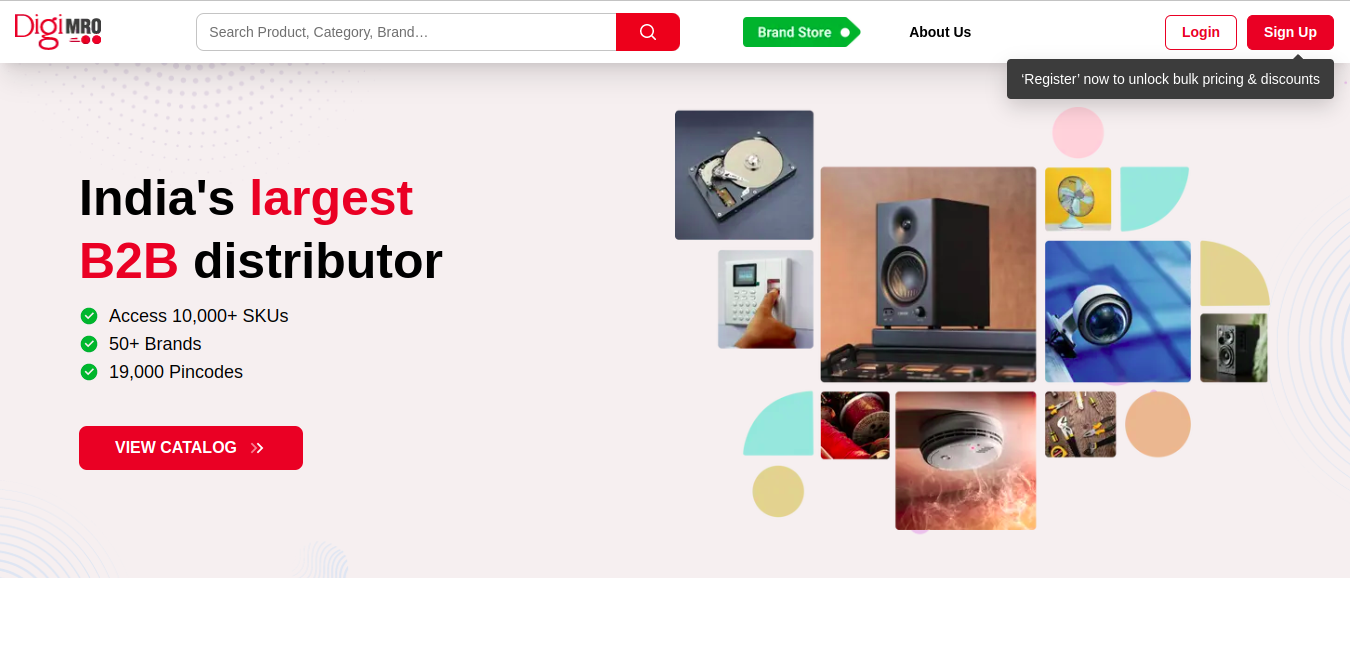 Digi MRO
Search Product, Category, Brand…
Brand Store
About Us
Login
Sign Up
‘Register’ now to unlock bulk pricing & discounts
India's largest
B2B distributor
Access 10,000+ SKUs
50+ Brands
19,000 Pincodes
VIEW CATALOG